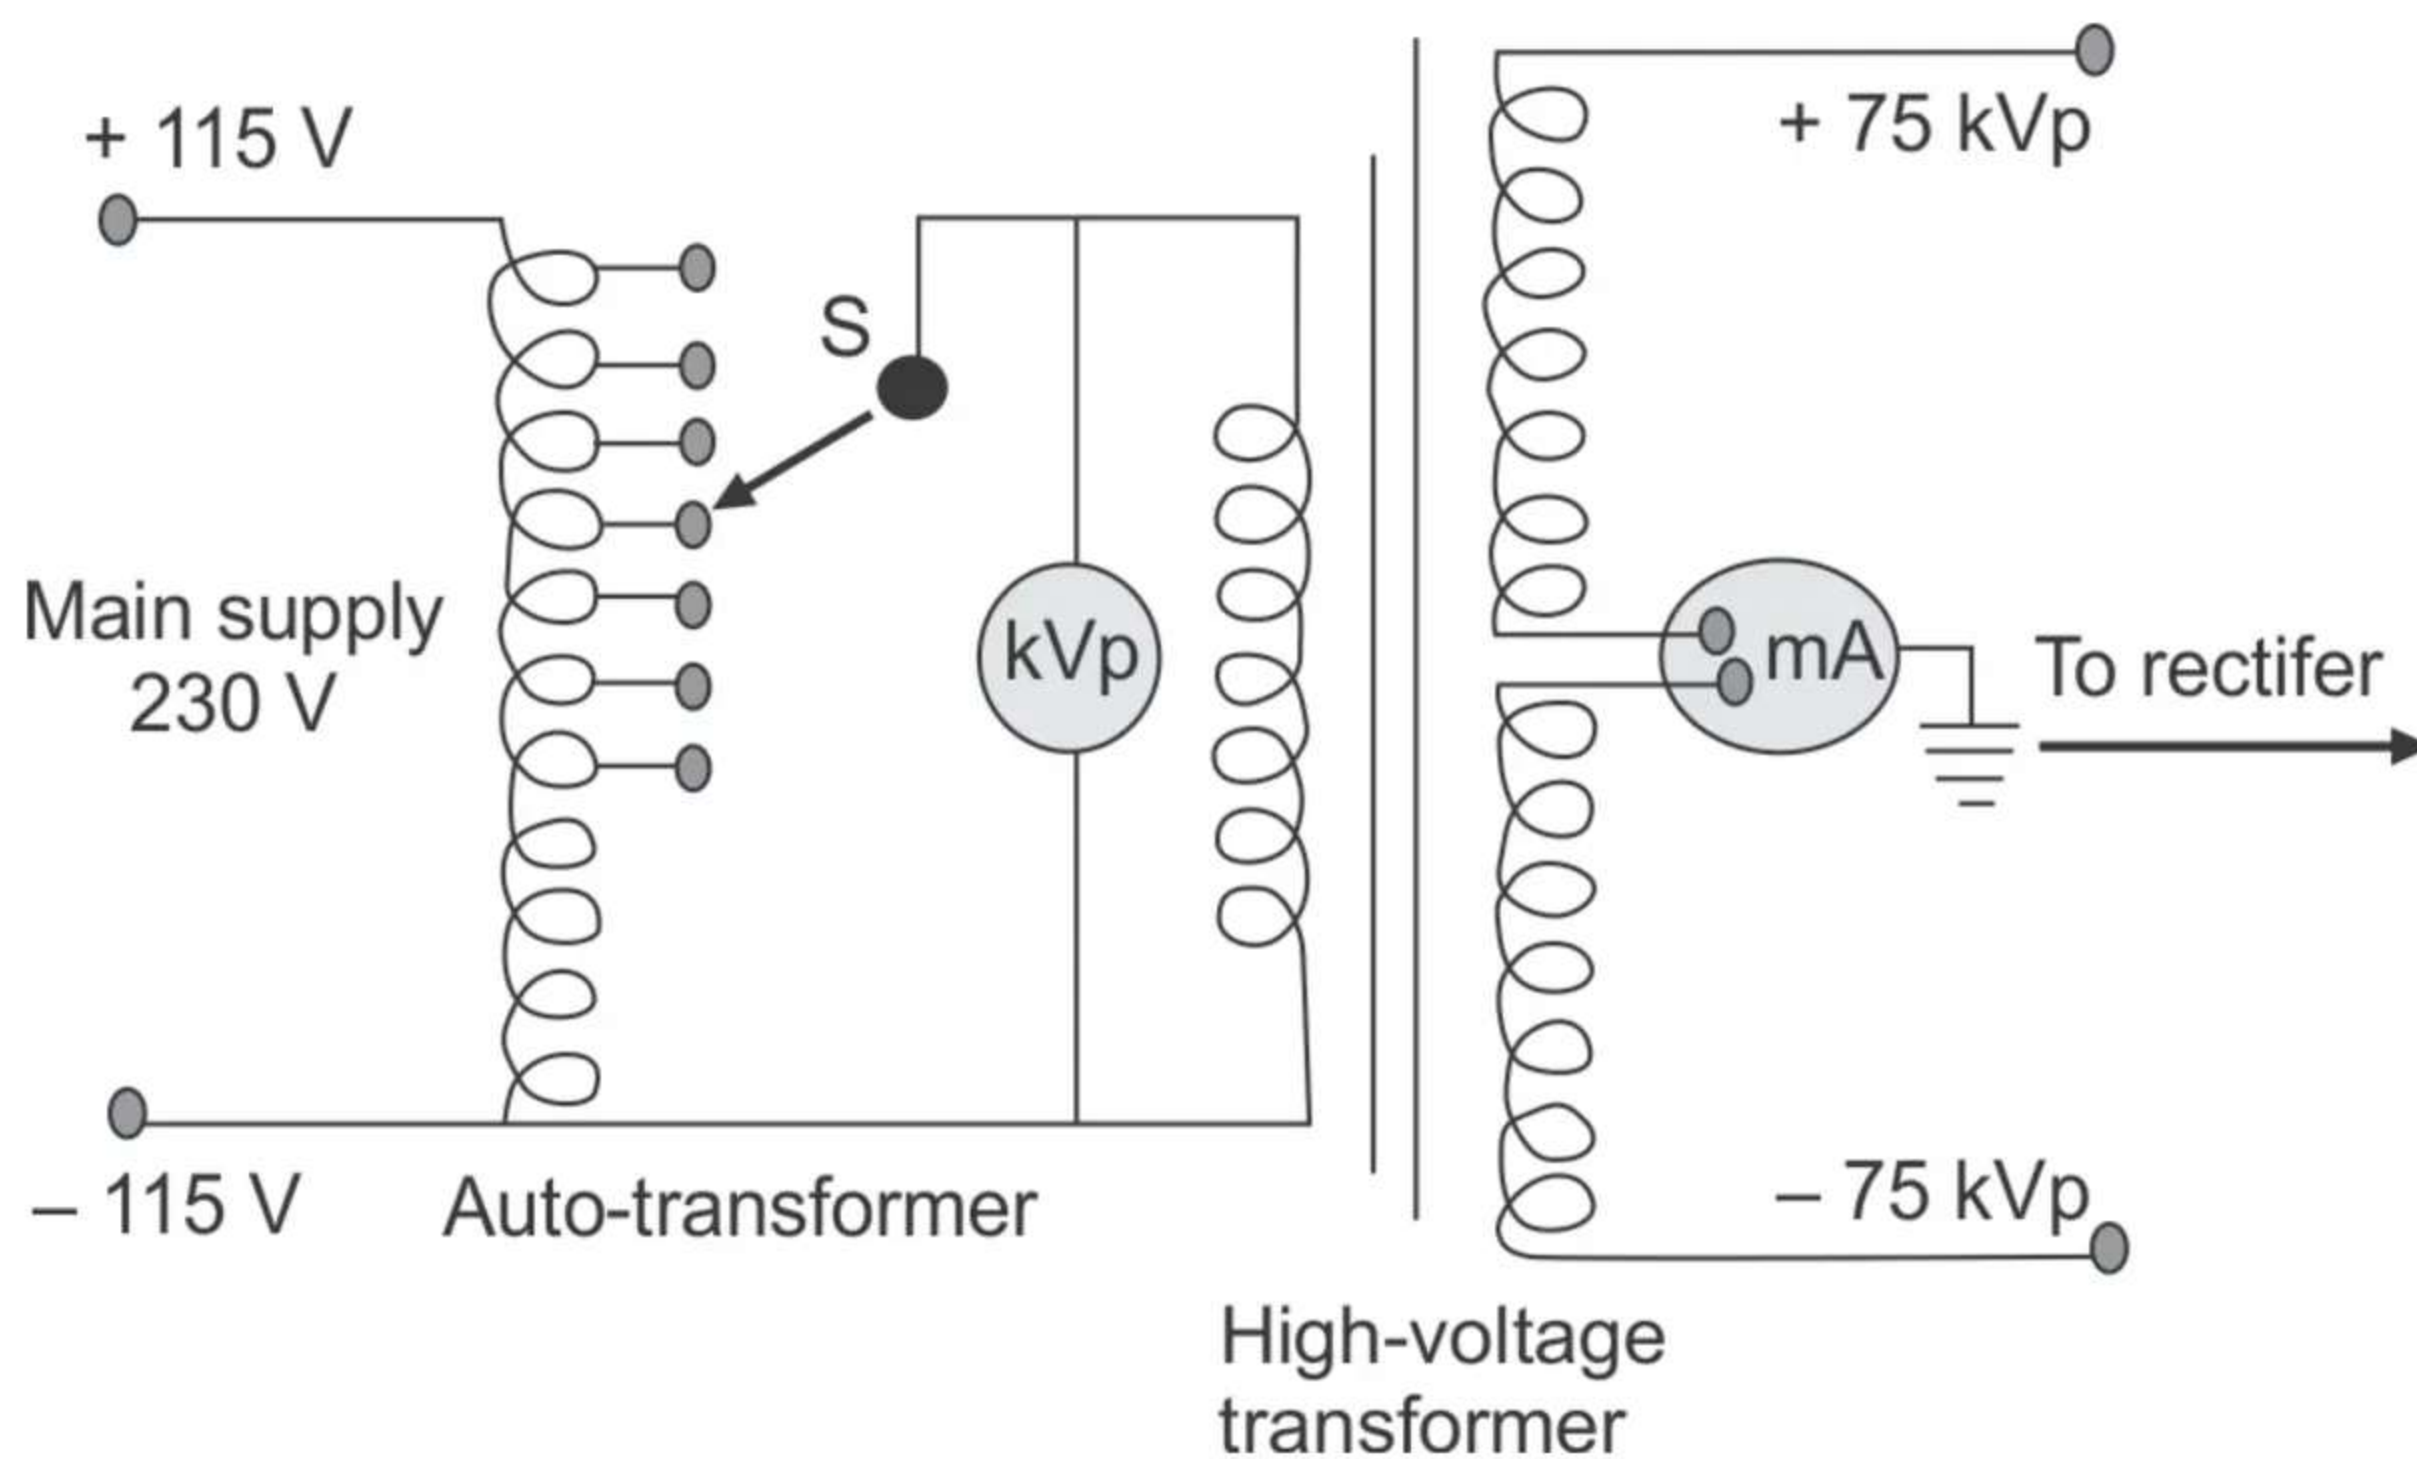 + 115 V
+ 75 kVp
S
Main supply
230 V
kVp
mA
To rectifer
– 115 V
Auto-transformer
– 75 kVp
High-voltage
transformer